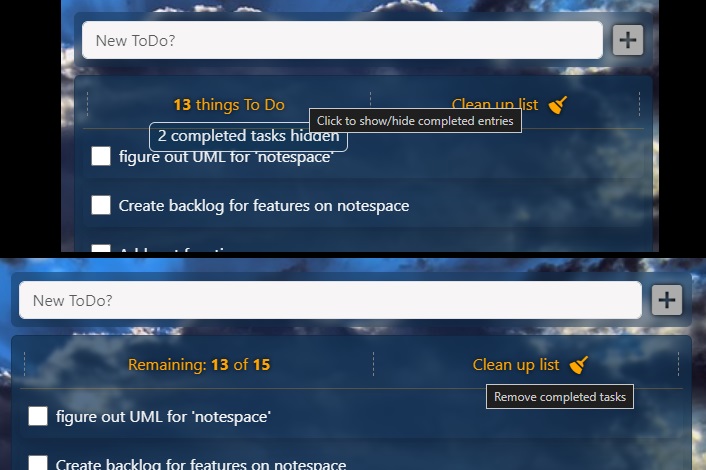 New ToDo?
13 things To Do
Clean up list
Click to show/hide completed entries
2 completed tasks hidden
figure out UML for 'notespace'
Create backlog for features on notespace
New ToDo?
Remaining: 13 of 15
Clean up list
Remove completed tasks
figure out UML for 'notespace'
Create backlog for features on notespace